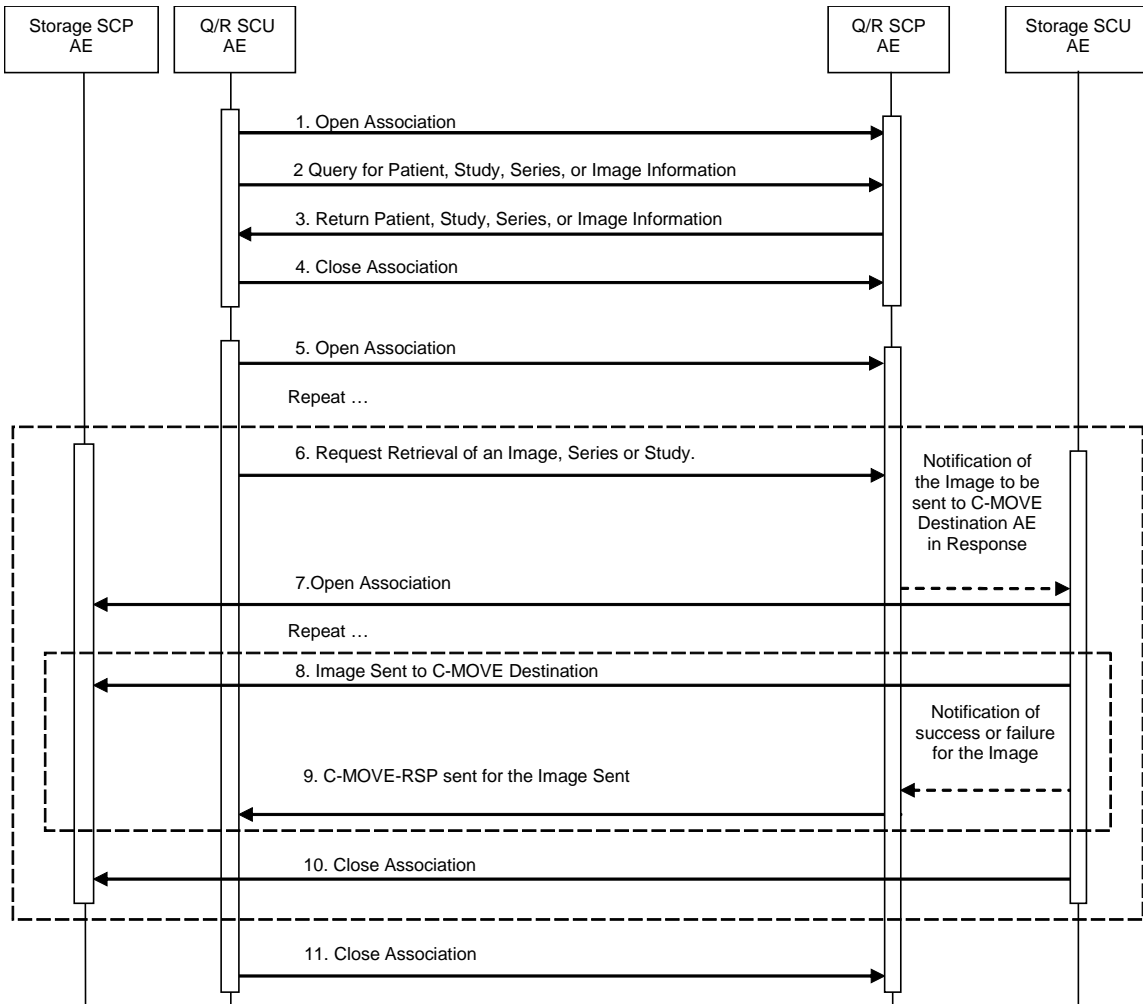 Storage SCP
AE
Q/R SCU
AE
Q/R SCP
AE
Storage SCU
AE
1. Open Association
2 Query for Patient, Study, Series, or Image Information
3. Return Patient, Study, Series, or Image Information
4. Close Association
5. Open Association
Repeat …
6. Request Retrieval of an Image, Series or Study.
Notification of
the Image to be
sent to C-MOVE
Destination AE
in Response
7.Open Association
Repeat …
8. Image Sent to C-MOVE Destination
Notification of
success or failure
for the Image
9. C-MOVE-RSP sent for the Image Sent
10. Close Association
11. Close Association